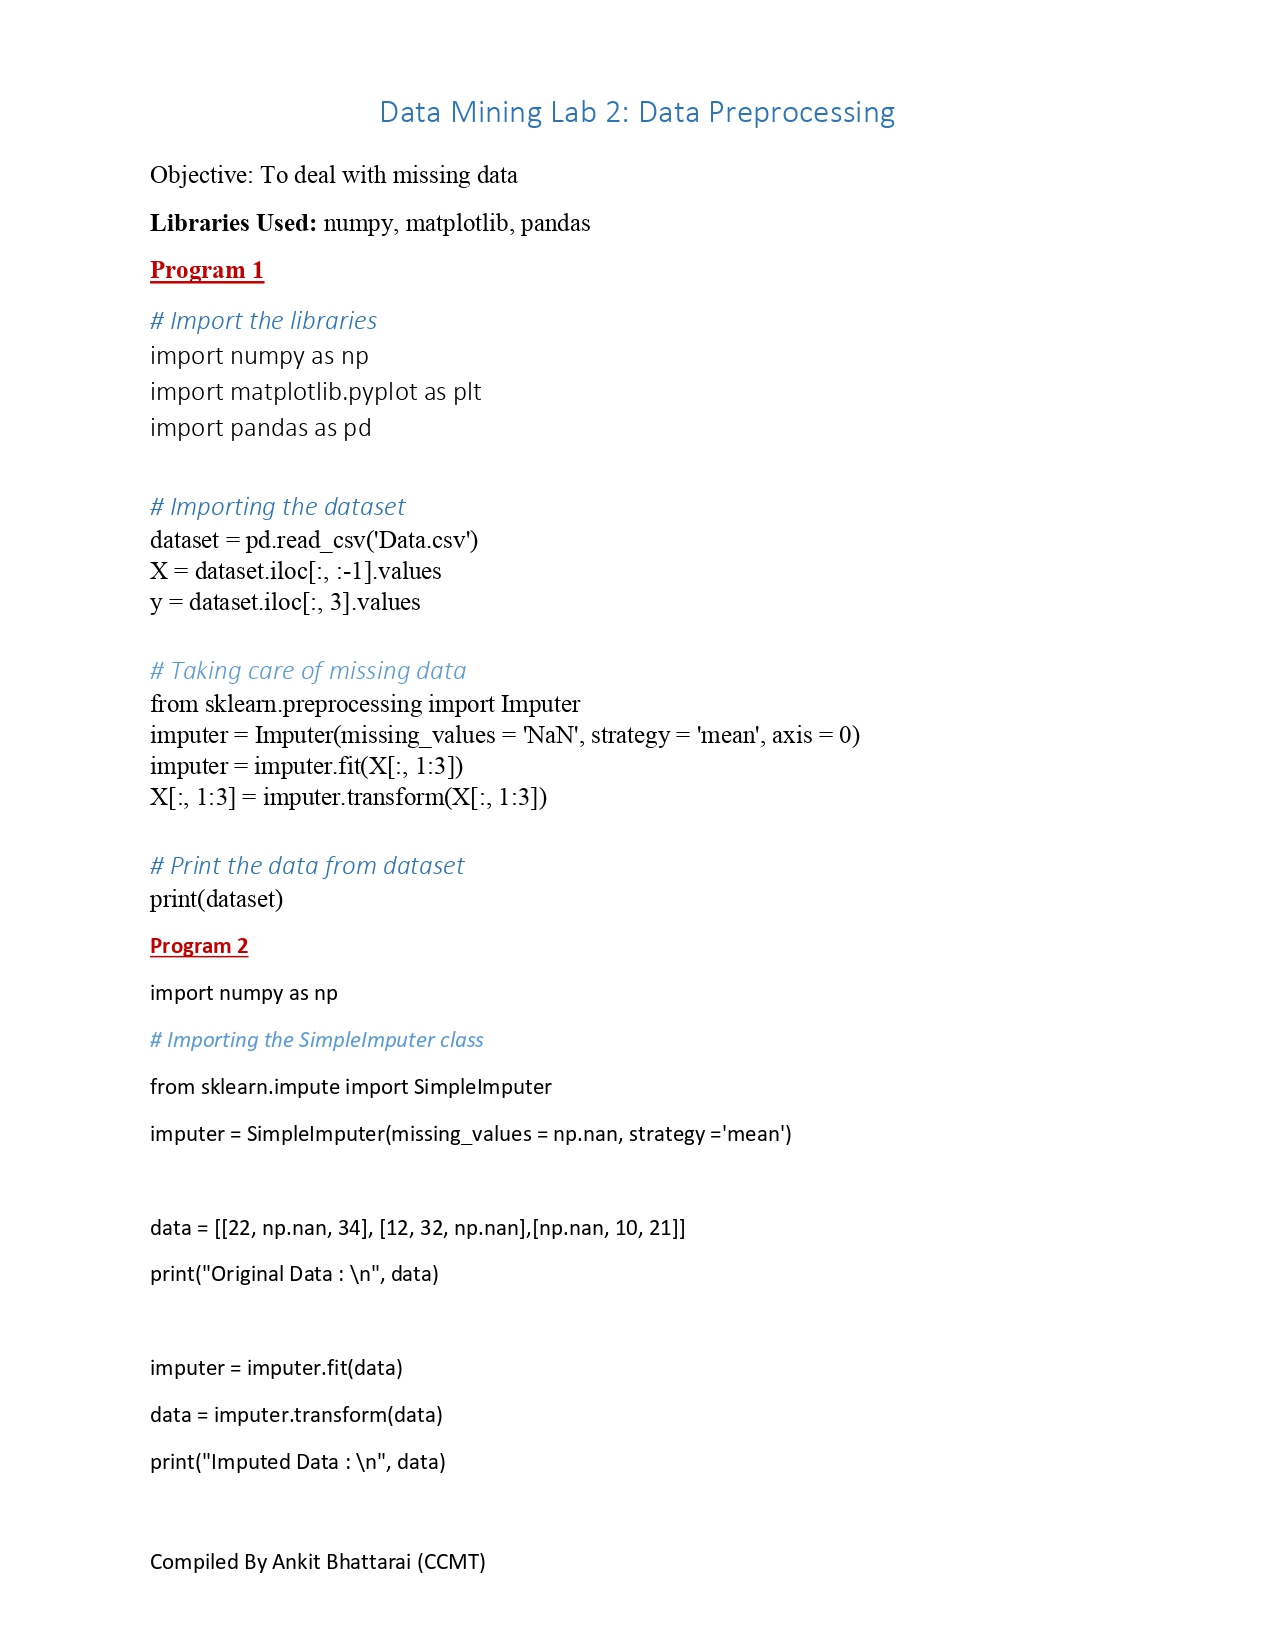 Data Mining Lab 2: Data Preprocessing
Objective: To deal with missing data
Libraries Used: numpy, matplotlib, pandas
Program 1
# Import the libraries
import numpy as np
import matplotlib.pyplot as plt
import pandas as pd
# Importing the dataset
dataset = pd.read_csv('Data.csv')
X = dataset.iloc[:, :-1].values
y = dataset.iloc[:, 3].values
# Taking care of missing data
from sklearn.preprocessing import Imputer
imputer = Imputer(missing_values = 'NaN', strategy = 'mean', axis = 0)
imputer = imputer.fit(X[:, 1:3])
X[:, 1:3] = imputer.transform(X[:, 1:3])
# Print the data from dataset
print(dataset)
Program 2
import numpy as np
# Importing the SimpleImputer class
from sklearn.impute import SimpleImputer
imputer = SimpleImputer(missing_values = np.nan, strategy ='mean')
data = [[22, np.nan, 34], [12, 32, np.nan],[np.nan, 10, 21]]
print("Original Data : \n", data)
imputer = imputer.fit(data)
data = imputer.transform(data)
print("Imputed Data : \n", data)
Compiled By Ankit Bhattarai (CCMT)